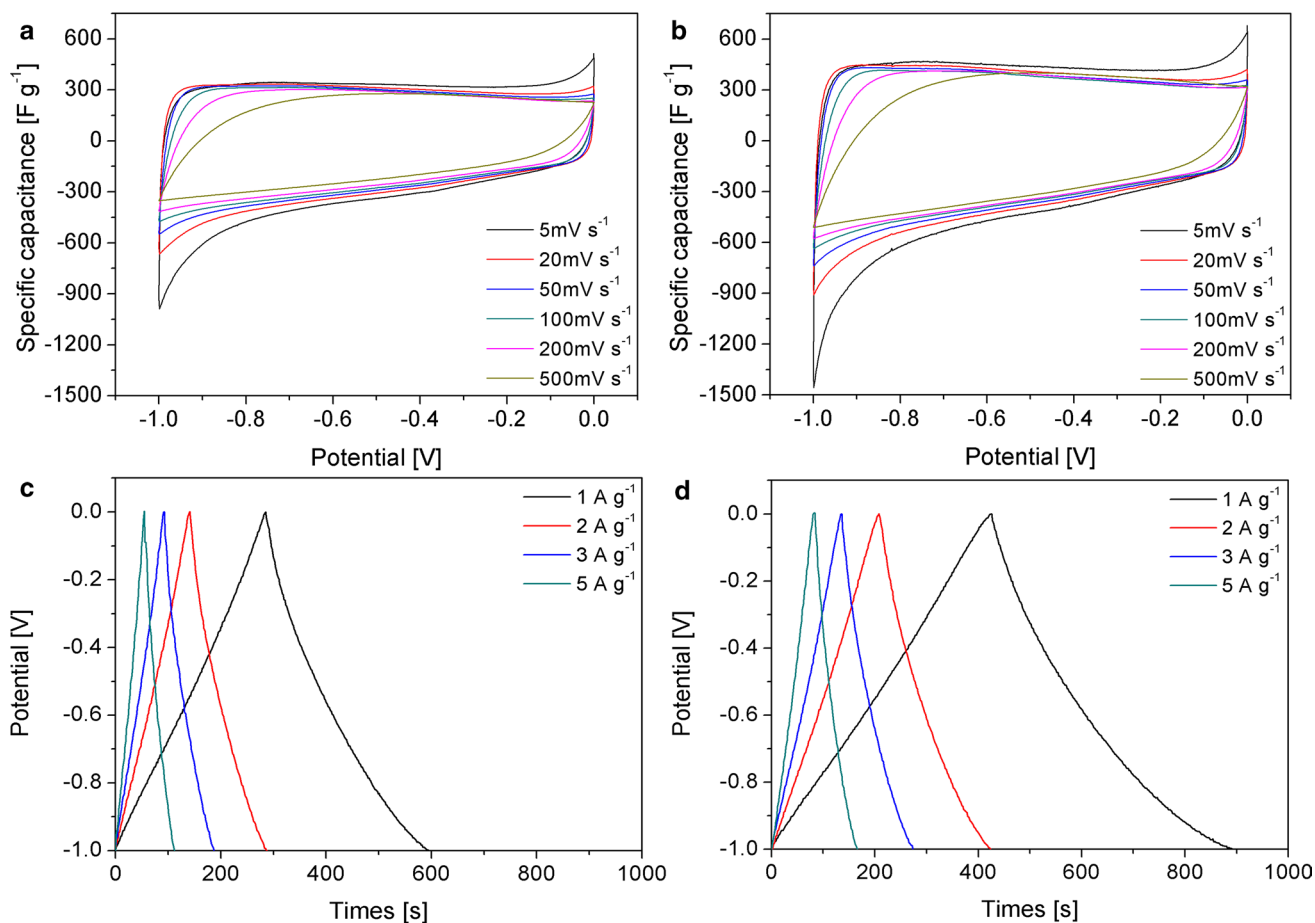 a
600
300
0
-300
-600
-900
-1200
-1500
Specific capacitance [F g⁻¹]
5mV s⁻¹
20mV s⁻¹
50mV s⁻¹
100mV s⁻¹
200mV s⁻¹
500mV s⁻¹
-1.0 -0.8 -0.6 -0.4 -0.2 0.0
Potential [V]
b
600
300
0
-300
-600
-900
-1200
-1500
Specific capacitance [F g⁻¹]
5mV s⁻¹
20mV s⁻¹
50mV s⁻¹
100mV s⁻¹
200mV s⁻¹
500mV s⁻¹
-1.0 -0.8 -0.6 -0.4 -0.2 0.0
Potential [V]
c
0.0
-0.2
-0.4
-0.6
-0.8
-1.0
Potential [V]
1 A g⁻¹
2 A g⁻¹
3 A g⁻¹
5 A g⁻¹
0 200 400 600 800 1000
Times [s]
d
0.0
-0.2
-0.4
-0.6
-0.8
-1.0
Potential [V]
1 A g⁻¹
2 A g⁻¹
3 A g⁻¹
5 A g⁻¹
0 200 400 600 800 1000
Times [s]